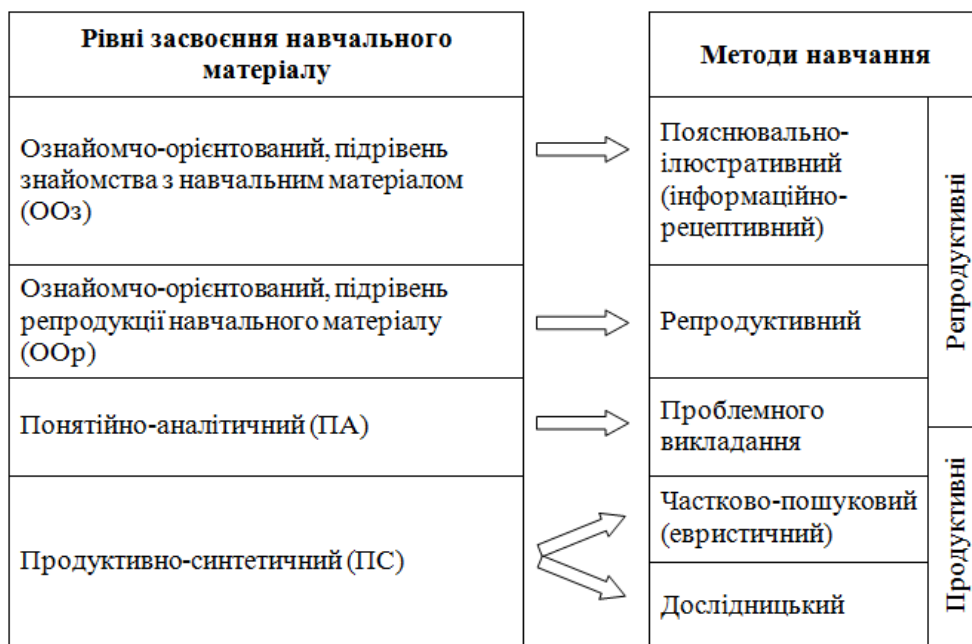 Рівні засвоєння навчального
матеріалу
Методи навчання
Ознайомчо-орієнтований, підрівень
знайомства з навчальним матеріалом
(ООз)
Пояснювально-
ілюстративний
(інформаційно-
рецептивний)
Репродуктивні
Ознайомчо-орієнтований, підрівень
репродукції навчального матеріалу
(ООр)
Репродуктивний
Понятійно-аналітичний (ПА)
Проблемного
викладання
Продуктивно-синтетичний (ПС)
Частково-пошуковий
(евристичний)
Дослідницький
Продуктивні